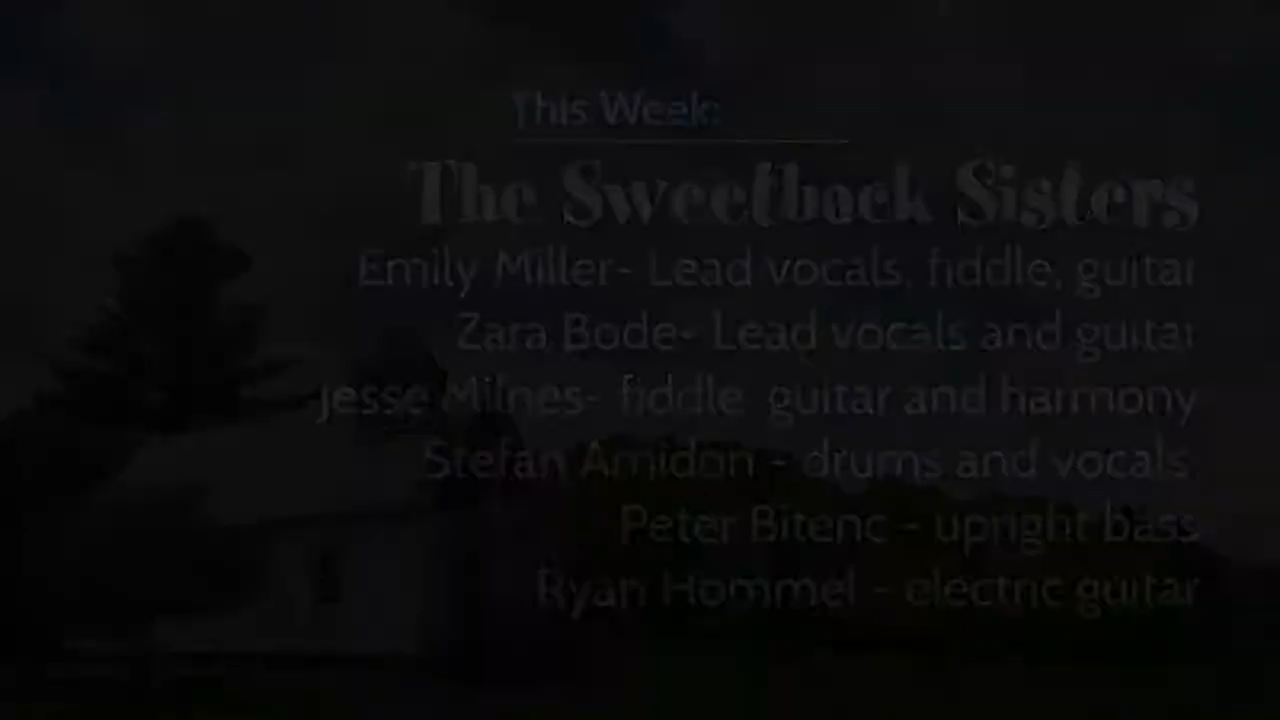 This Week:
The Sweetback Sisters
Emily Miller- Lead vocals, fiddle, guitar
Zara Bode- Lead vocals and guitar
Jesse Milnes- fiddle guitar and harmony
Stefan Amidon - drums and vocals.
Peter Bitenc - upright bass
Ryan Hommel - electric guitar